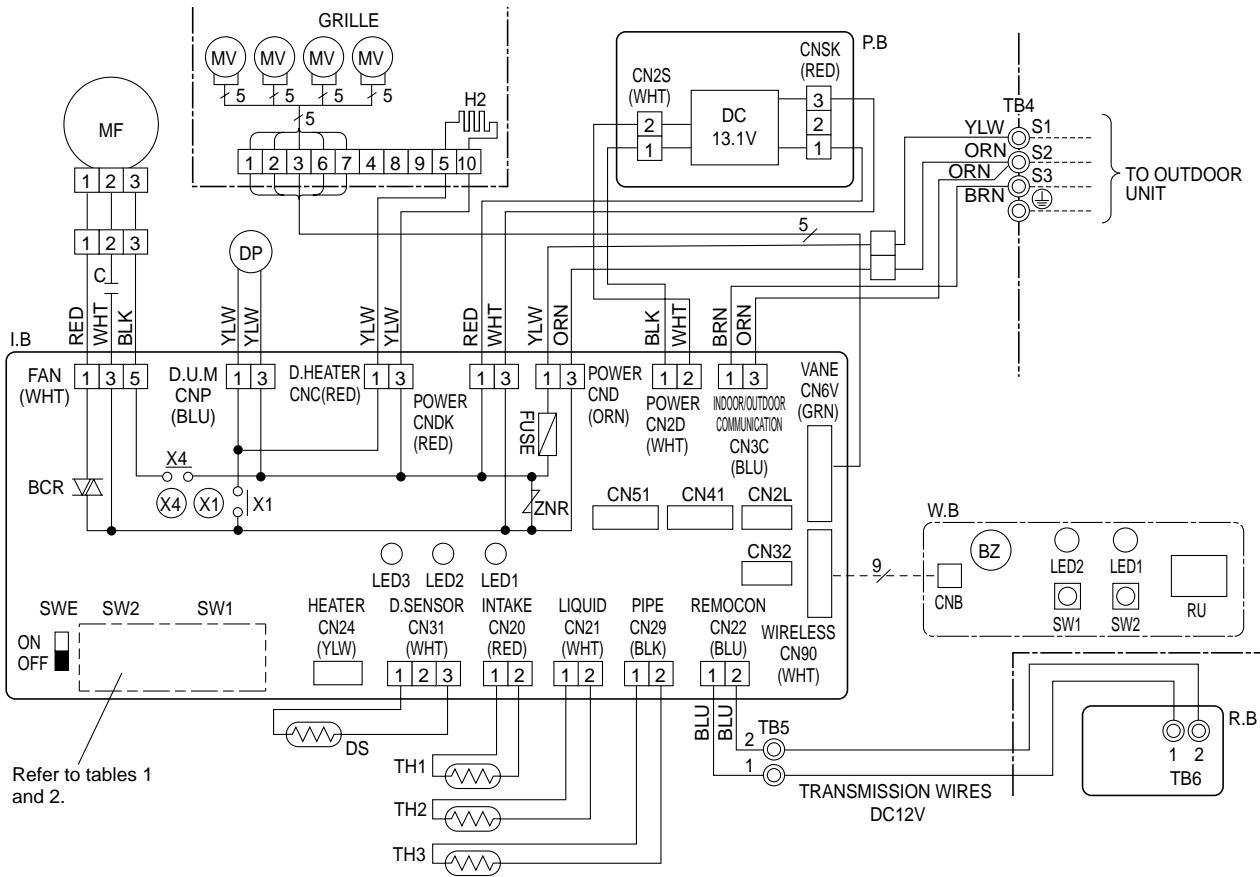 GRILLE
MV MV MV MV
5 5 5 5
5
H2
1 2 3 6 7 4 8 9 5 10
MF
1 2 3
1 2 3
C
DP
P.B
CN2S
(WHT)
2
1
DC
13.1V
CNSK
(RED)
3
2
1
TB4
YLW S1
ORN S2
ORN S3
BRN
TO OUTDOOR
UNIT
5
RED WHT BLK
YLW YLW
YLW YLW
RED WHT
YLW ORN
BLK WHT
BRN ORN
I.B
FAN
(WHT)
1 3 5
D.U.M
CNP
(BLU)
1 3
D.HEATER
CNC(RED)
1 3
POWER
CNDK
(RED)
1 3
1 3
POWER
CND
(ORN)
1 2
POWER
CN2D
(WHT)
1 3
INDOOR/OUTDOOR
COMMUNICATION
CN3C
(BLU)
VANE
CN6V
(GRN)
FUSE
BCR
X4
X4 X1 X1
ZNR
CN51 CN41 CN2L
CN32
LED3 LED2 LED1
SWE SW2 SW1
ON
OFF
HEATER
CN24
(YLW)
D.SENSOR
CN31
(WHT)
1 2 3
INTAKE
CN20
(RED)
1 2
LIQUID
CN21
(WHT)
1 2
PIPE
CN29
(BLK)
1 2
REMOCON
CN22
(BLU)
1 2
WIRELESS
CN90
(WHT)
9
W.B
BZ
CNB
LED2 LED1
SW1 SW2
RU
Refer to tables 1
and 2.
DS
TH1
TH2
TH3
BLU BLU
TB5
2
1
TRANSMISSION WIRES
DC12V
R.B
1 2
TB6